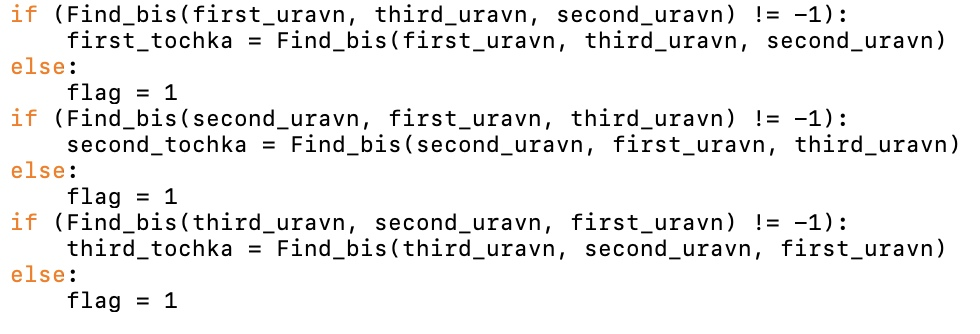 if (Find_bis(first_uravn, third_uravn, second_uravn) != -1):
    first_tochka = Find_bis(first_uravn, third_uravn, second_uravn)
else:
    flag = 1
if (Find_bis(second_uravn, first_uravn, third_uravn) != -1):
    second_tochka = Find_bis(second_uravn, first_uravn, third_uravn)
else:
    flag = 1
if (Find_bis(third_uravn, second_uravn, first_uravn) != -1):
    third_tochka = Find_bis(third_uravn, second_uravn, first_uravn)
else:
    flag = 1